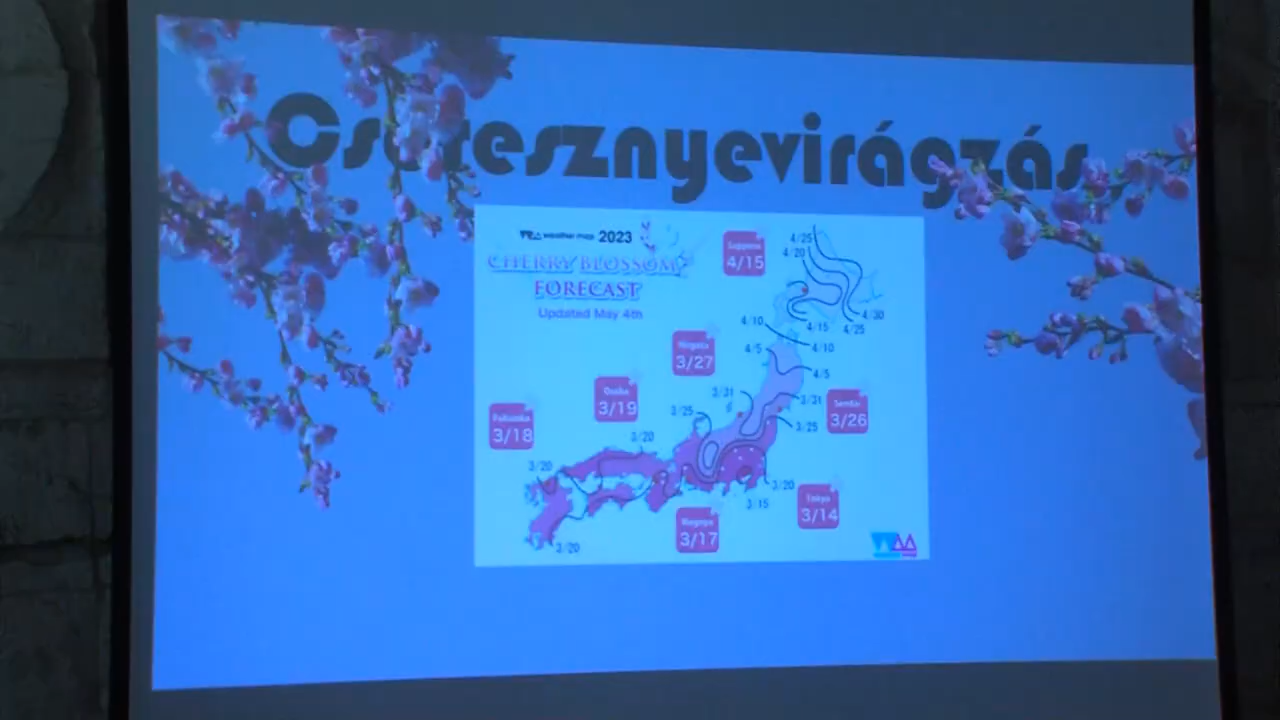 Cseresznyevirágzás
weather map 2023
CHERRY BLOSSOM
FORECAST
Updated May 4th
Sapporo
4/15
4/25
4/20
4/30
4/15
4/25
4/10
4/10
Niigata
3/27
4/5
4/5
Osaka
3/19
3/31
3/31
Sendai
3/26
Fukuoka
3/18
3/25
3/25
3/20
3/20
3/20
3/15
Tokyo
3/14
Nagoya
3/17
3/20